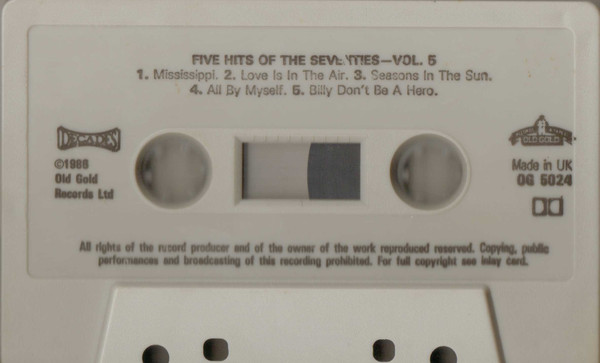 FIVE HITS OF THE SEVENTIES—VOL. 5
1. Mississippi. 2. Love Is In The Air. 3. Seasons In The Sun.
4. All By Myself. 5. Billy Don't Be A Hero.
DECADES
OLD GOLD
©1986
Old Gold
Records Ltd
Made in UK
OG 5024
All rights of the record producer and of the owner of the work reproduced reserved. Copying, public
performances and broadcasting of this recording prohibited. For full copyright see inlay card.